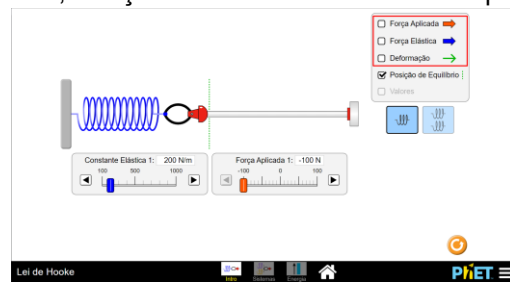 Força Aplicada
Força Elástica
Deformação
Posição de Equilíbrio
Valores
Constante Elástica 1: 200 N/m
100 500 1000
Força Aplicada 1: -100 N
-100 0 100
Lei de Hooke
Intro Sistemas Energia
PhET